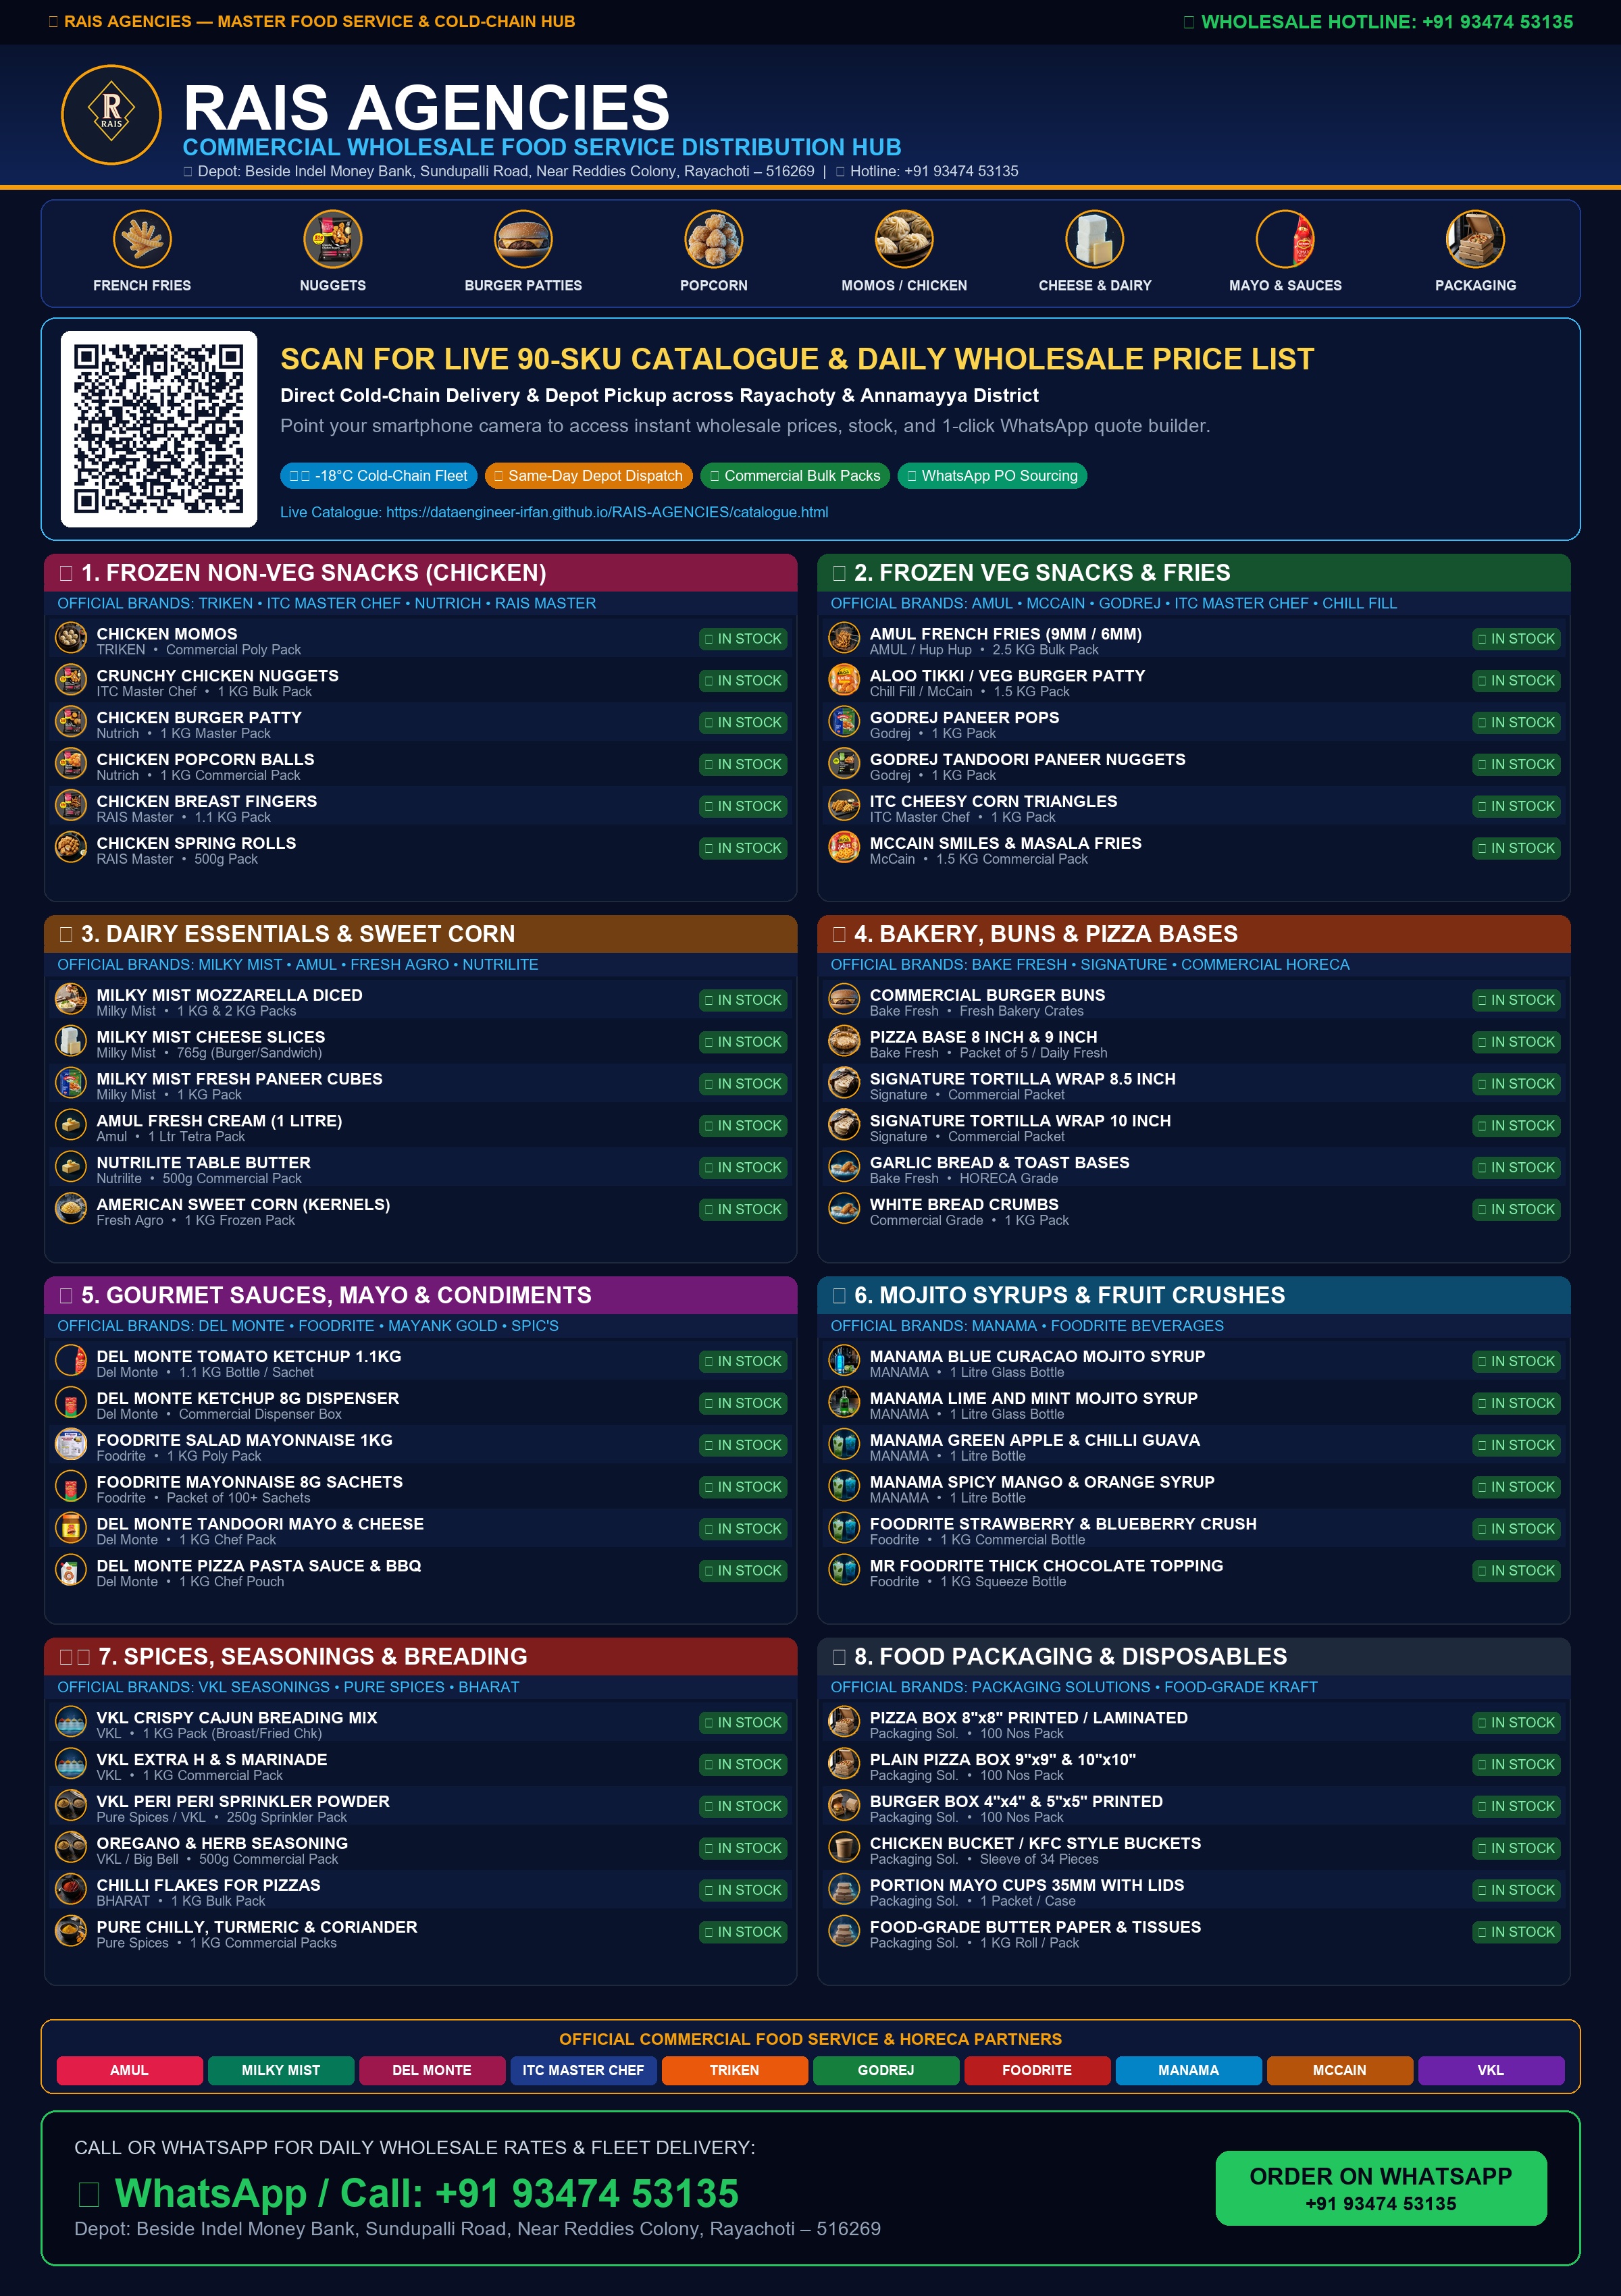 RAIS AGENCIES — MASTER FOOD SERVICE & COLD-CHAIN HUB
WHOLESALE HOTLINE: +91 93474 53135
R
RAIS
RAIS AGENCIES
COMMERCIAL WHOLESALE FOOD SERVICE DISTRIBUTION HUB
Depot: Beside Indel Money Bank, Sundupalli Road, Near Reddies Colony, Rayachoti – 516269 | Hotline: +91 93474 53135
FRENCH FRIES
NUGGETS
BURGER PATTIES
POPCORN
MOMOS / CHICKEN
CHEESE & DAIRY
MAYO & SAUCES
PACKAGING
SCAN FOR LIVE 90-SKU CATALOGUE & DAILY WHOLESALE PRICE LIST
Direct Cold-Chain Delivery & Depot Pickup across Rayachoty & Annamayya District
Point your smartphone camera to access instant wholesale prices, stock, and 1-click WhatsApp quote builder.
-18°C Cold-Chain Fleet
Same-Day Depot Dispatch
Commercial Bulk Packs
WhatsApp PO Sourcing
Live Catalogue: https://dataengineer-irfan.github.io/RAIS-AGENCIES/catalogue.html
1. FROZEN NON-VEG SNACKS (CHICKEN)
OFFICIAL BRANDS: TRIKEN • ITC MASTER CHEF • NUTRICH • RAIS MASTER
CHICKEN MOMOS
IN STOCK
TRIKEN • Commercial Poly Pack
CRUNCHY CHICKEN NUGGETS
IN STOCK
ITC Master Chef • 1 KG Bulk Pack
CHICKEN BURGER PATTY
IN STOCK
Nutrich • 1 KG Master Pack
CHICKEN POPCORN BALLS
IN STOCK
Nutrich • 1 KG Commercial Pack
CHICKEN BREAST FINGERS
IN STOCK
RAIS Master • 1.1 KG Pack
CHICKEN SPRING ROLLS
IN STOCK
RAIS Master • 500g Pack
2. FROZEN VEG SNACKS & FRIES
OFFICIAL BRANDS: AMUL • MCCAIN • GODREJ • ITC MASTER CHEF • CHILL FILL
AMUL FRENCH FRIES (9MM / 6MM)
IN STOCK
AMUL / Hup Hup • 2.5 KG Bulk Pack
ALOO TIKKI / VEG BURGER PATTY
IN STOCK
Chill Fill / McCain • 1.5 KG Pack
GODREJ PANEER POPS
IN STOCK
Godrej • 1 KG Pack
GODREJ TANDOORI PANEER NUGGETS
IN STOCK
Godrej • 1 KG Pack
ITC CHEESY CORN TRIANGLES
IN STOCK
ITC Master Chef • 1 KG Pack
MCCAIN SMILES & MASALA FRIES
IN STOCK
McCain • 1.5 KG Commercial Pack
3. DAIRY ESSENTIALS & SWEET CORN
OFFICIAL BRANDS: MILKY MIST • AMUL • FRESH AGRO • NUTRILITE
MILKY MIST MOZZARELLA DICED
IN STOCK
Milky Mist • 1 KG & 2 KG Packs
MILKY MIST CHEESE SLICES
IN STOCK
Milky Mist • 765g (Burger/Sandwich)
MILKY MIST FRESH PANEER CUBES
IN STOCK
Milky Mist • 1 KG Pack
AMUL FRESH CREAM (1 LITRE)
IN STOCK
Amul • 1 Ltr Tetra Pack
NUTRILITE TABLE BUTTER
IN STOCK
Nutrilite • 500g Commercial Pack
AMERICAN SWEET CORN (KERNELS)
IN STOCK
Fresh Agro • 1 KG Frozen Pack
4. BAKERY, BUNS & PIZZA BASES
OFFICIAL BRANDS: BAKE FRESH • SIGNATURE • COMMERCIAL HORECA
COMMERCIAL BURGER BUNS
IN STOCK
Bake Fresh • Fresh Bakery Crates
PIZZA BASE 8 INCH & 9 INCH
IN STOCK
Bake Fresh • Packet of 5 / Daily Fresh
SIGNATURE TORTILLA WRAP 8.5 INCH
IN STOCK
Signature • Commercial Packet
SIGNATURE TORTILLA WRAP 10 INCH
IN STOCK
Signature • Commercial Packet
GARLIC BREAD & TOAST BASES
IN STOCK
Bake Fresh • HORECA Grade
WHITE BREAD CRUMBS
IN STOCK
Commercial Grade • 1 KG Pack
5. GOURMET SAUCES, MAYO & CONDIMENTS
OFFICIAL BRANDS: DEL MONTE • FOODRITE • MAYANK GOLD • SPIC'S
DEL MONTE TOMATO KETCHUP 1.1KG
IN STOCK
Del Monte • 1.1 KG Bottle / Sachet
DEL MONTE KETCHUP 8G DISPENSER
IN STOCK
Del Monte • Commercial Dispenser Box
FOODRITE SALAD MAYONNAISE 1KG
IN STOCK
Foodrite • 1 KG Poly Pack
FOODRITE MAYONNAISE 8G SACHETS
IN STOCK
Foodrite • Packet of 100+ Sachets
DEL MONTE TANDOORI MAYO & CHEESE
IN STOCK
Del Monte • 1 KG Chef Pack
DEL MONTE PIZZA PASTA SAUCE & BBQ
IN STOCK
Del Monte • 1 KG Chef Pouch
6. MOJITO SYRUPS & FRUIT CRUSHES
OFFICIAL BRANDS: MANAMA • FOODRITE BEVERAGES
MANAMA BLUE CURACAO MOJITO SYRUP
IN STOCK
MANAMA • 1 Litre Glass Bottle
MANAMA LIME AND MINT MOJITO SYRUP
IN STOCK
MANAMA • 1 Litre Glass Bottle
MANAMA GREEN APPLE & CHILLI GUAVA
IN STOCK
MANAMA • 1 Litre Bottle
MANAMA SPICY MANGO & ORANGE SYRUP
IN STOCK
MANAMA • 1 Litre Bottle
FOODRITE STRAWBERRY & BLUEBERRY CRUSH
IN STOCK
Foodrite • 1 KG Commercial Bottle
MR FOODRITE THICK CHOCOLATE TOPPING
IN STOCK
Foodrite • 1 KG Squeeze Bottle
7. SPICES, SEASONINGS & BREADING
OFFICIAL BRANDS: VKL SEASONINGS • PURE SPICES • BHARAT
VKL CRISPY CAJUN BREADING MIX
IN STOCK
VKL • 1 KG Pack (Broast/Fried Chk)
VKL EXTRA H & S MARINADE
IN STOCK
VKL • 1 KG Commercial Pack
VKL PERI PERI SPRINKLER POWDER
IN STOCK
Pure Spices / VKL • 250g Sprinkler Pack
OREGANO & HERB SEASONING
IN STOCK
VKL / Big Bell • 500g Commercial Pack
CHILLI FLAKES FOR PIZZAS
IN STOCK
BHARAT • 1 KG Bulk Pack
PURE CHILLY, TURMERIC & CORIANDER
IN STOCK
Pure Spices • 1 KG Commercial Packs
8. FOOD PACKAGING & DISPOSABLES
OFFICIAL BRANDS: PACKAGING SOLUTIONS • FOOD-GRADE KRAFT
PIZZA BOX 8"x8" PRINTED / LAMINATED
IN STOCK
Packaging Sol. • 100 Nos Pack
PLAIN PIZZA BOX 9"x9" & 10"x10"
IN STOCK
Packaging Sol. • 100 Nos Pack
BURGER BOX 4"x4" & 5"x5" PRINTED
IN STOCK
Packaging Sol. • 100 Nos Pack
CHICKEN BUCKET / KFC STYLE BUCKETS
IN STOCK
Packaging Sol. • Sleeve of 34 Pieces
PORTION MAYO CUPS 35MM WITH LIDS
IN STOCK
Packaging Sol. • 1 Packet / Case
FOOD-GRADE BUTTER PAPER & TISSUES
IN STOCK
Packaging Sol. • 1 KG Roll / Pack
OFFICIAL COMMERCIAL FOOD SERVICE & HORECA PARTNERS
AMUL
MILKY MIST
DEL MONTE
ITC MASTER CHEF
TRIKEN
GODREJ
FOODRITE
MANAMA
MCCAIN
VKL
CALL OR WHATSAPP FOR DAILY WHOLESALE RATES & FLEET DELIVERY:
WhatsApp / Call: +91 93474 53135
Depot: Beside Indel Money Bank, Sundupalli Road, Near Reddies Colony, Rayachoti – 516269
ORDER ON WHATSAPP
+91 93474 53135